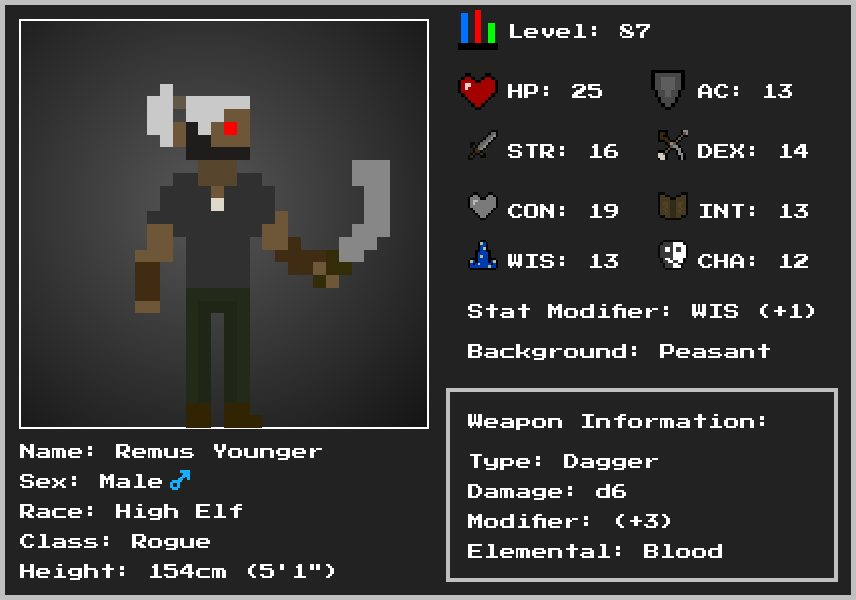 Level: 87
HP: 25
AC: 13
STR: 16
DEX: 14
CON: 19
INT: 13
WIS: 13
CHA: 12
Stat Modifier: WIS (+1)
Background: Peasant
Weapon Information:
Type: Dagger
Damage: d6
Modifier: (+3)
Elemental: Blood
Name: Remus Younger
Sex: Male ♂
Race: High Elf
Class: Rogue
Height: 154cm (5'1")